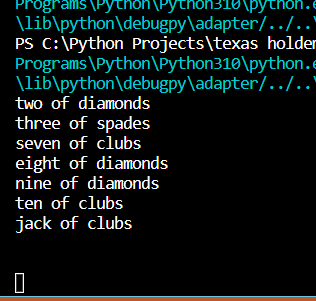 Programs\Python\Python310\python.e
\lib\python\debugpy\adapter/../..\
PS C:\Python Projects\texas holder
Programs\Python\Python310\python.e
\lib\python\debugpy\adapter/../..\
two of diamonds
three of spades
seven of clubs
eight of diamonds
nine of diamonds
ten of clubs
jack of clubs